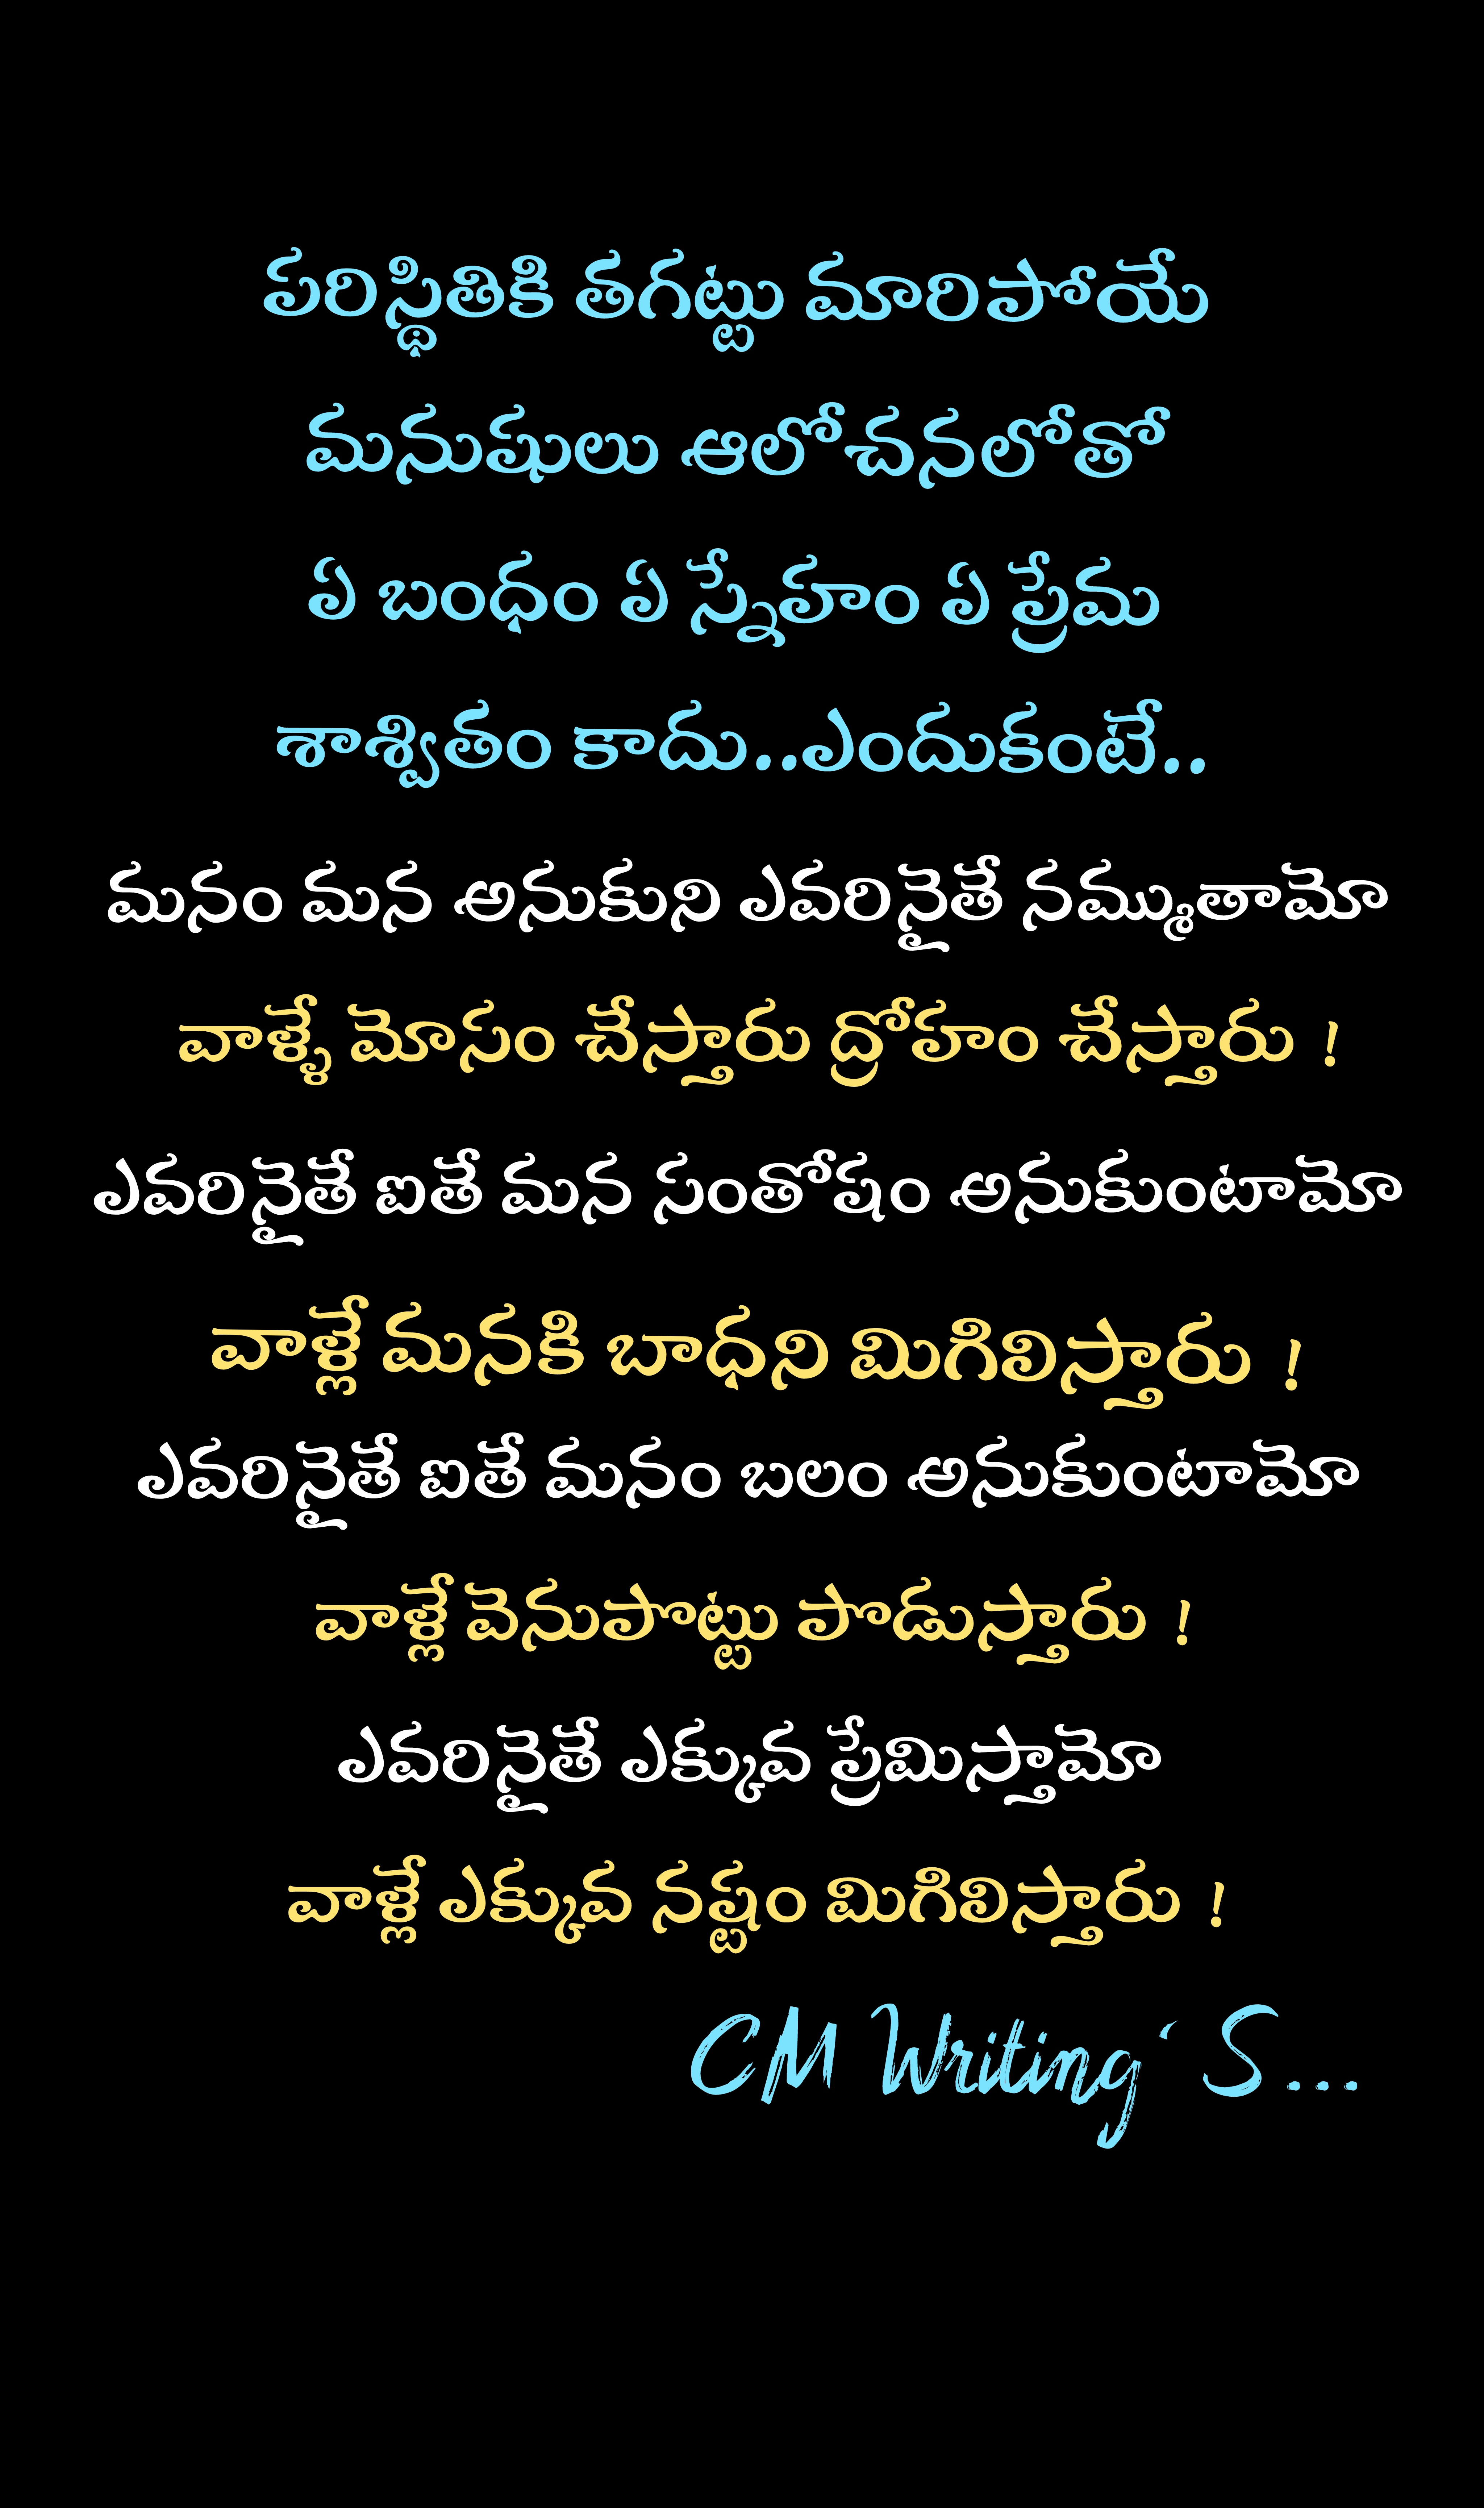 పరిస్థితికి తగట్టు మారిపోయే
మనుషులు ఆలోచనలోతో
ఏ బంధం ఏ స్నేహం ఏ ప్రేమ
శాశ్వితం కాదు..ఎందుకంటే..
మనం మన అనుకుని ఎవరినైతే నమ్ముతామో
వాళ్ళే మోసం చేస్తారు ద్రోహం చేస్తారు !
ఎవరినైతే ఐతే మన సంతోషం అనుకుంటామో
వాళ్లే మనకి బాధని మిగిలిస్తారు !
ఎవరినైతే ఐతే మనం బలం అనుకుంటామో
వాళ్లే వెనుపొట్టు పొడుస్తారు !
ఎవరినైతే ఎక్కువ ప్రేమిస్తామో
వాళ్లే ఎక్కువ నష్టం మిగిలిస్తారు !
CM Writing' S...